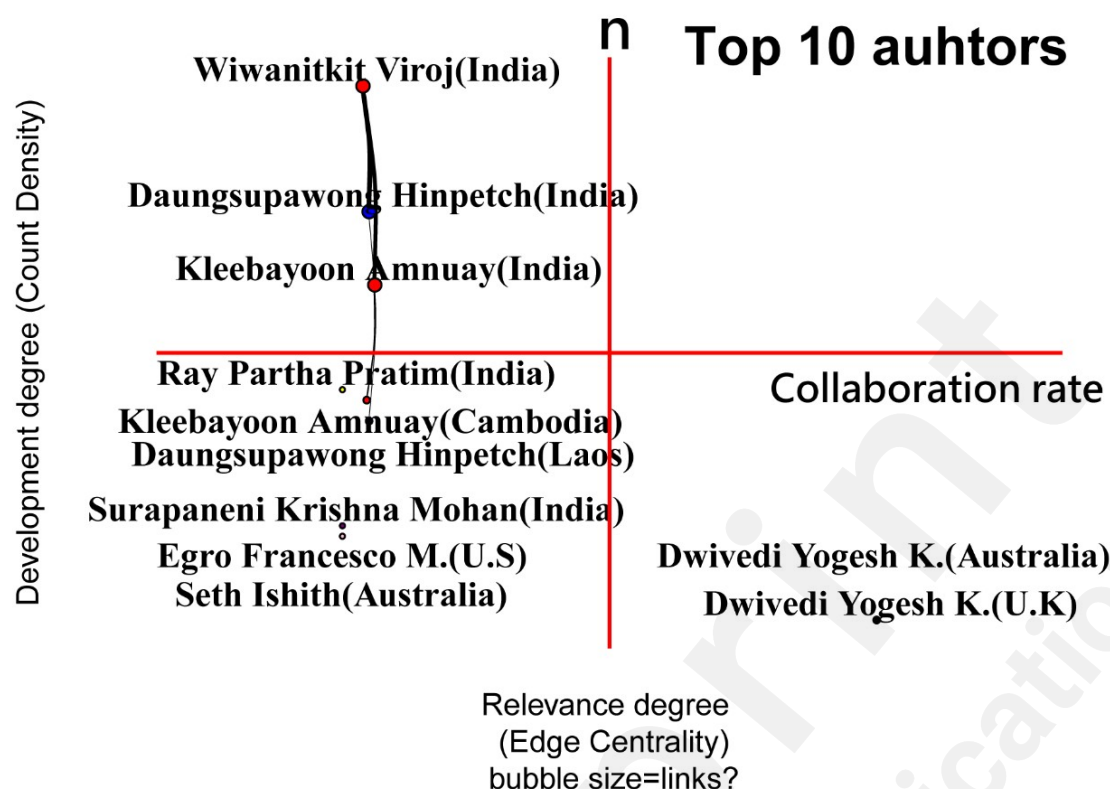 n
Top 10 auhtors
Wiwanitkit Viroj(India)
Daungsupawong Hinpetch(India)
Kleebayoon Amnuay(India)
Development degree (Count Density)
Ray Partha Pratim(India)
Collaboration rate
Kleebayoon Amnuay(Cambodia)
Daungsupawong Hinpetch(Laos)
Surapaneni Krishna Mohan(India)
Egro Francesco M.(U.S)
Seth Ishith(Australia)
Dwivedi Yogesh K.(Australia)
Dwivedi Yogesh K.(U.K)
Relevance degree
(Edge Centrality)
bubble size=links?